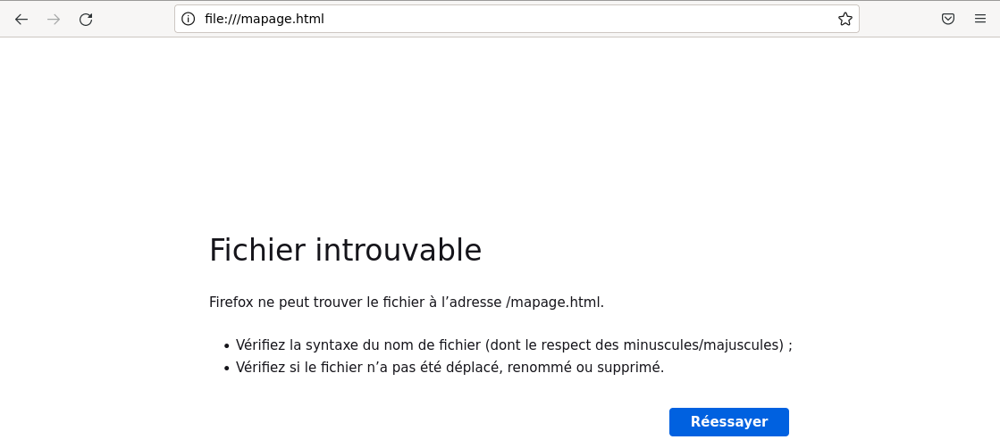 file:///mapage.html
Fichier introuvable
Firefox ne peut trouver le fichier à l’adresse /mapage.html.
• Vérifiez la syntaxe du nom de fichier (dont le respect des minuscules/majuscules) ;
• Vérifiez si le fichier n’a pas été déplacé, renommé ou supprimé.
Réessayer